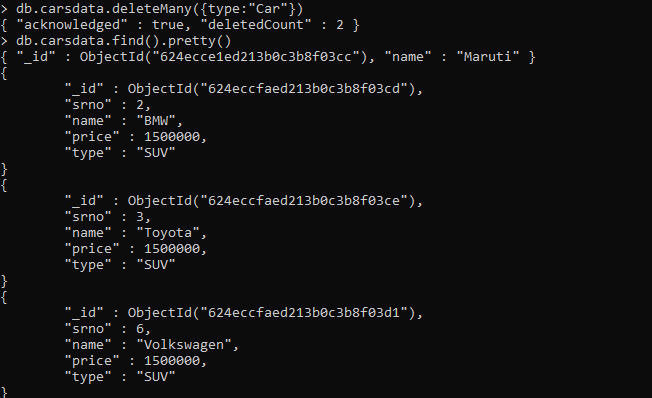 > db.carsdata.deleteMany({type:"Car"})
{ "acknowledged" : true, "deletedCount" : 2 }
> db.carsdata.find().pretty()
{ "_id" : ObjectId("624ecce1ed213b0c3b8f03cc"), "name" : "Maruti" }
{
        "_id" : ObjectId("624eccfaed213b0c3b8f03cd"),
        "srno" : 2,
        "name" : "BMW",
        "price" : 1500000,
        "type" : "SUV"
}
{
        "_id" : ObjectId("624eccfaed213b0c3b8f03ce"),
        "srno" : 3,
        "name" : "Toyota",
        "price" : 1500000,
        "type" : "SUV"
}
{
        "_id" : ObjectId("624eccfaed213b0c3b8f03d1"),
        "srno" : 6,
        "name" : "Volkswagen",
        "price" : 1500000,
        "type" : "SUV"
}